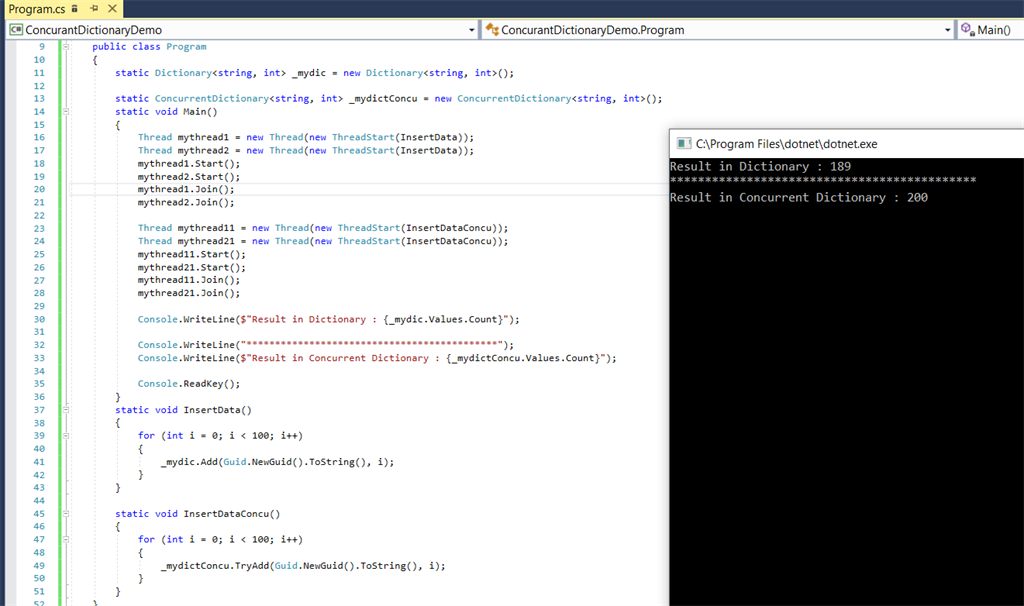 Program.cs
ConcurantDictionaryDemo
ConcurantDictionaryDemo.Program
Main()
9 public class Program
10 {
11 static Dictionary<string, int> _mydic = new Dictionary<string, int>();
12
13 static ConcurrentDictionary<string, int> _mydictConcu = new ConcurrentDictionary<string, int>();
14 static void Main()
15 {
16 Thread mythread1 = new Thread(new ThreadStart(InsertData));
17 Thread mythread2 = new Thread(new ThreadStart(InsertData));
18 mythread1.Start();
19 mythread2.Start();
20 mythread1.Join();
21 mythread2.Join();
22
23 Thread mythread11 = new Thread(new ThreadStart(InsertDataConcu));
24 Thread mythread21 = new Thread(new ThreadStart(InsertDataConcu));
25 mythread11.Start();
26 mythread21.Start();
27 mythread11.Join();
28 mythread21.Join();
29
30 Console.WriteLine($"Result in Dictionary : {_mydic.Values.Count}");
31
32 Console.WriteLine("********************************************");
33 Console.WriteLine($"Result in Concurrent Dictionary : {_mydictConcu.Values.Count}");
34
35 Console.ReadKey();
36 }
37 static void InsertData()
38 {
39 for (int i = 0; i < 100; i++)
40 {
41 _mydic.Add(Guid.NewGuid().ToString(), i);
42 }
43 }
44
45 static void InsertDataConcu()
46 {
47 for (int i = 0; i < 100; i++)
48 {
49 _mydictConcu.TryAdd(Guid.NewGuid().ToString(), i);
50 }
51 }
52 }
C:\Program Files\dotnet\dotnet.exe
Result in Dictionary : 189
********************************************
Result in Concurrent Dictionary : 200